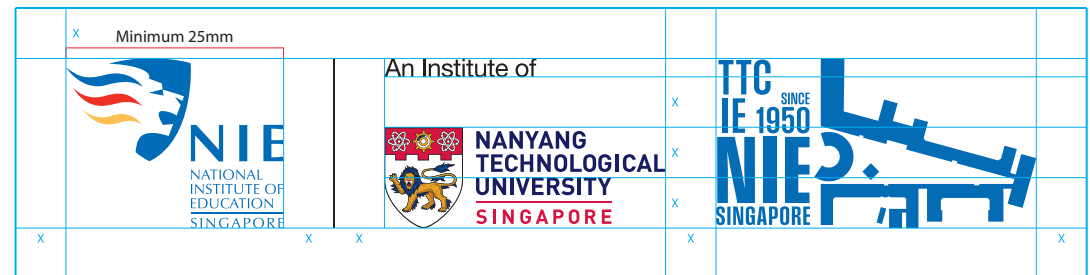 X
Minimum 25mm
NIE
NATIONAL
INSTITUTE OF
EDUCATION
SINGAPORE
An Institute of
NANYANG
TECHNOLOGICAL
UNIVERSITY
SINGAPORE
TTC
IE SINCE 1950
NIE
SINGAPORE
X
X
X
X
X
X
X
X